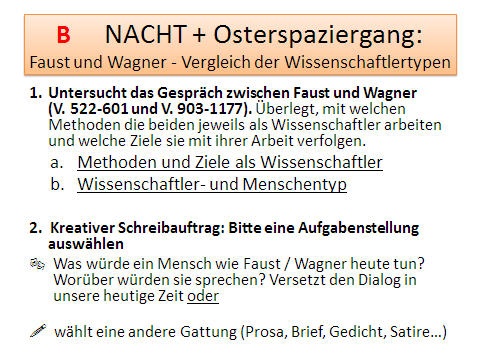 B NACHT + Osterspaziergang:
Faust und Wagner - Vergleich der Wissenschaftlertypen
1. Untersucht das Gespräch zwischen Faust und Wagner
(V. 522-601 und V. 903-1177). Überlegt, mit welchen
Methoden die beiden jeweils als Wissenschaftler arbeiten
und welche Ziele sie mit ihrer Arbeit verfolgen.
a. Methoden und Ziele als Wissenschaftler
b. Wissenschaftler- und Menschentyp
2. Kreativer Schreibauftrag: Bitte eine Aufgabenstellung
auswählen
Was würde ein Mensch wie Faust / Wagner heute tun?
Worüber würden sie sprechen? Versetzt den Dialog in
unsere heutige Zeit oder
wählt eine andere Gattung (Prosa, Brief, Gedicht, Satire...)